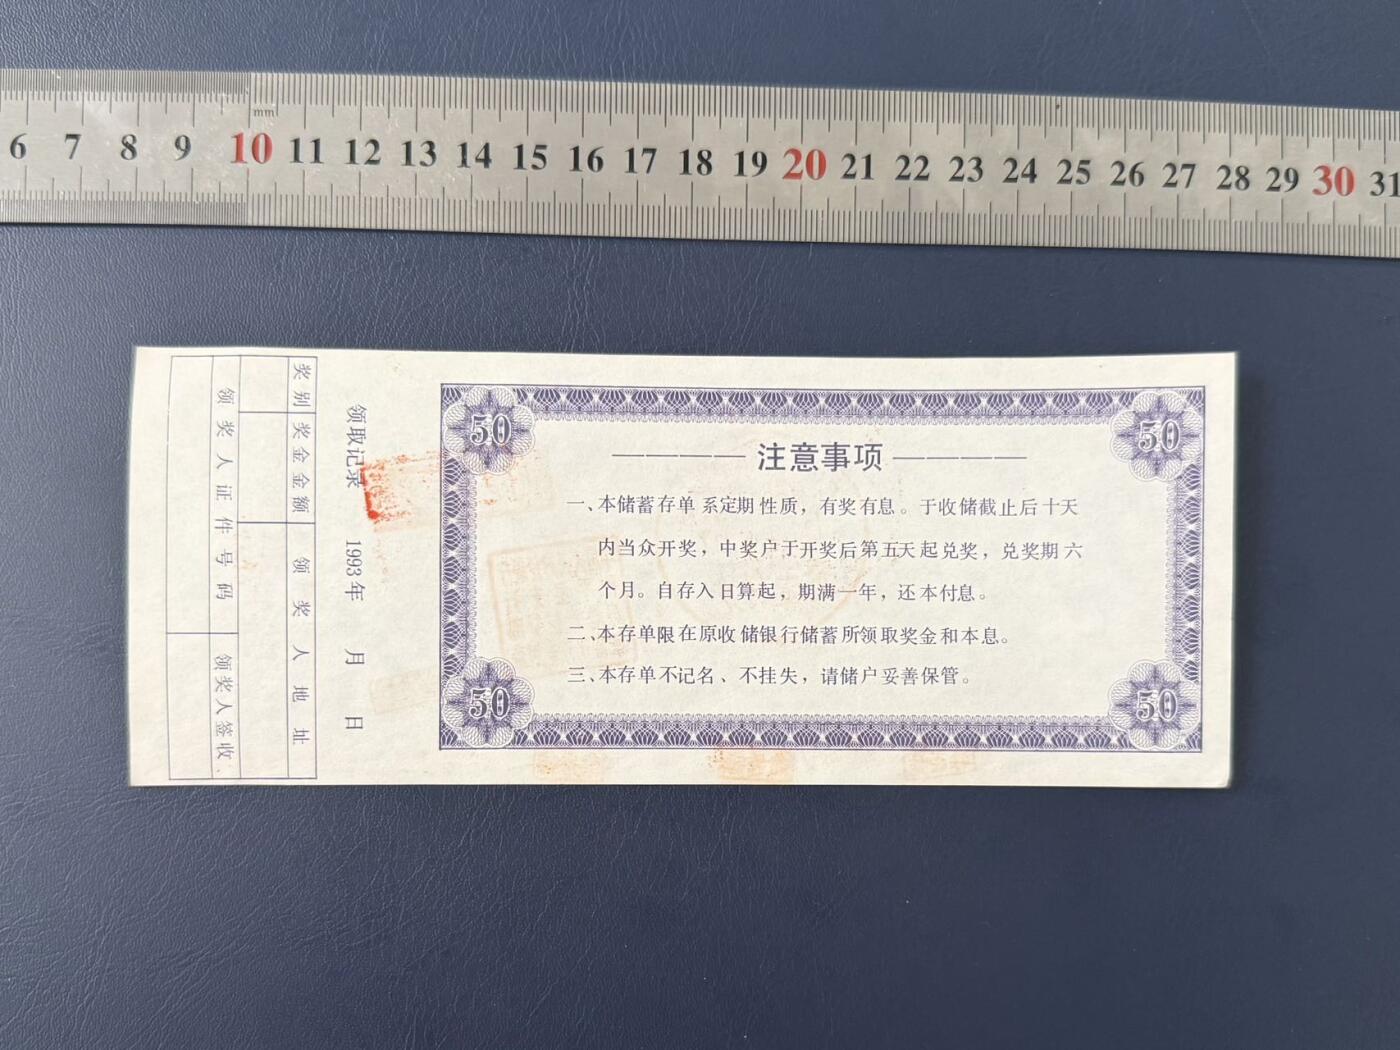 mm
6 7 8 9 10 11 12 13 14 15 16 17 18 19 20 21 22 23 24 25 26 27 28 29 30 31
奖别
奖金金额
领奖人地址
领奖人证件号码
领奖人签收
领取记录 1993年 月 日
50
50
注意事项
一、本储蓄存单系定期性质，有奖有息。于收储截止后十天
内当众开奖，中奖户于开奖后第五天起兑奖，兑奖期六
个月。自存入日算起，期满一年，还本付息。
二、本存单限在原收储银行储蓄所领取奖金和本息。
三、本存单不记名、不挂失，请储户妥善保管。
50
50